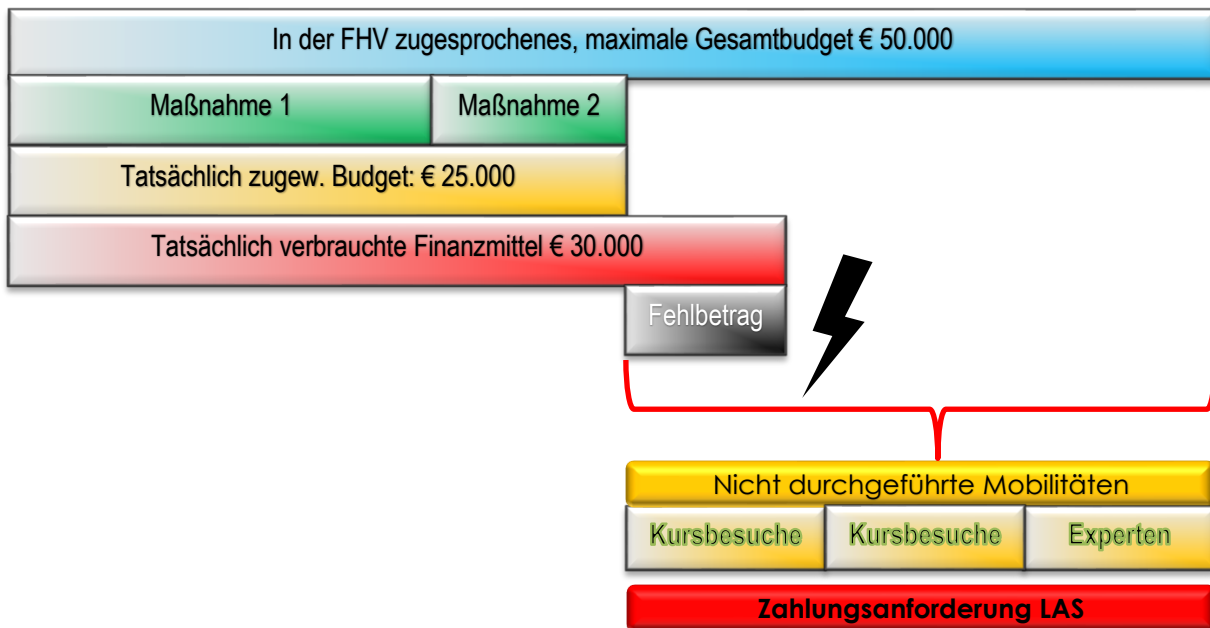 In der FHV zugesprochenes, maximale Gesamtbudget € 50.000
Maßnahme 1
Maßnahme 2
Tatsächlich zugew. Budget: € 25.000
Tatsächlich verbrauchte Finanzmittel € 30.000
Fehlbetrag
Nicht durchgeführte Mobilitäten
Kursbesuche
Kursbesuche
Experten
Zahlungsanforderung LAS